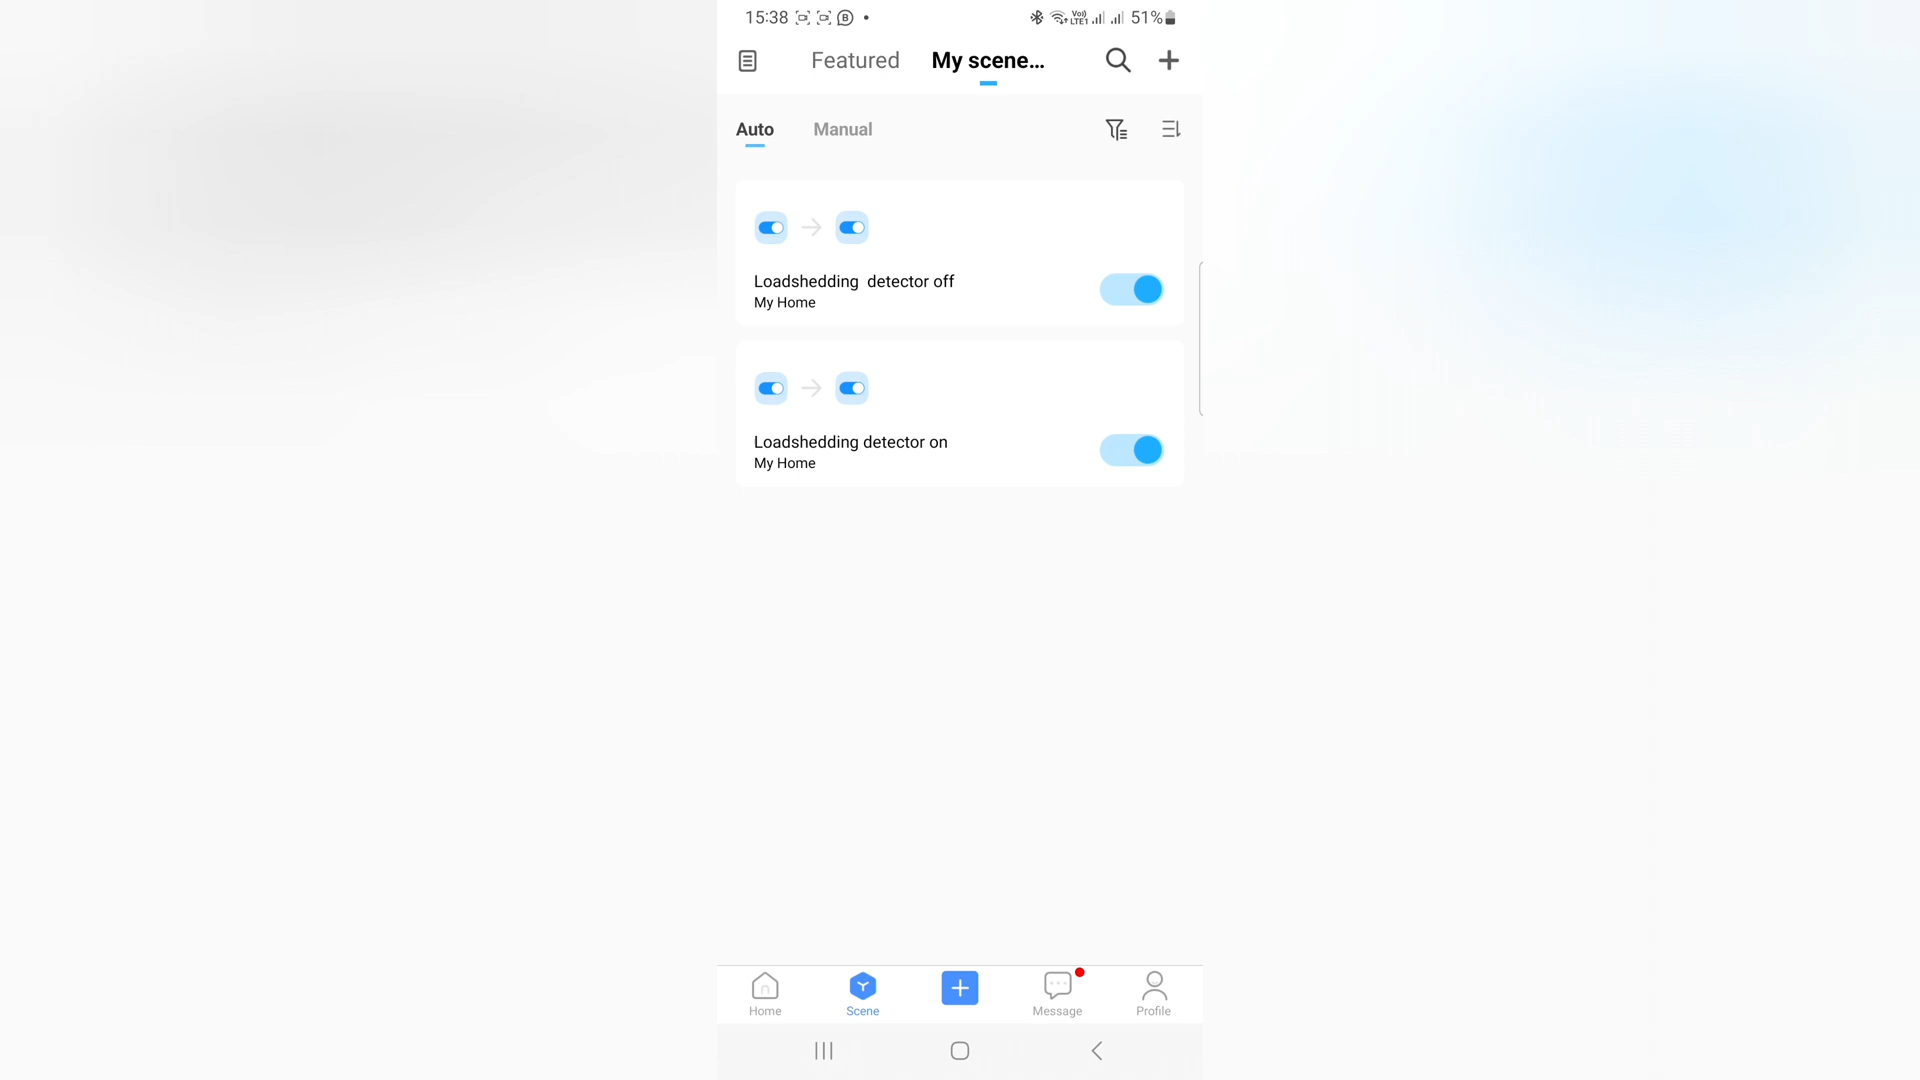 15:38 51%
Featured My scene...
Auto Manual
Loadshedding  detector off
My Home
Loadshedding detector on
My Home
Home Scene Message Profile